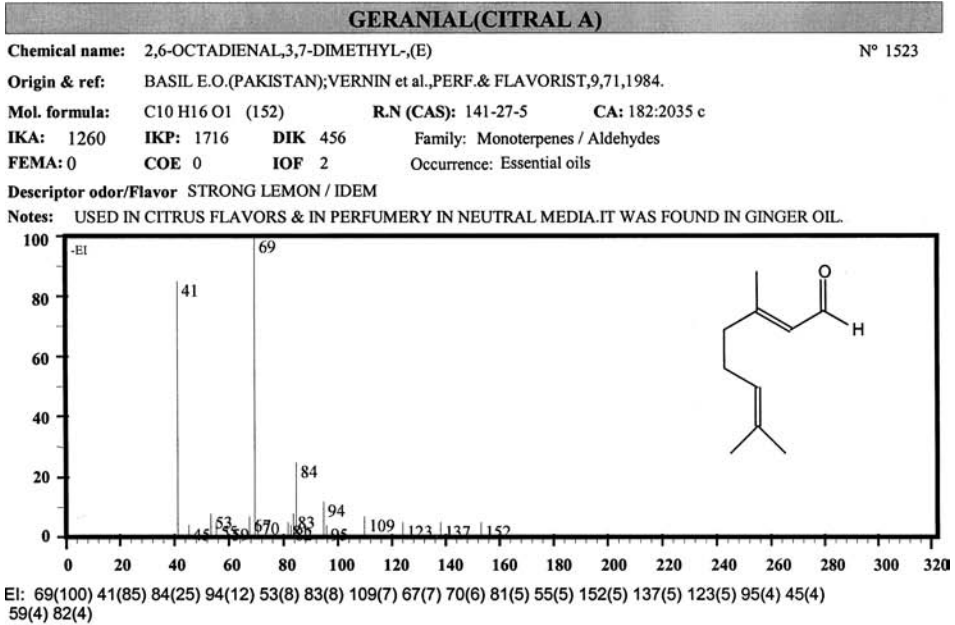 GERANIAL(CITRAL A)
Chemical name: 2,6-OCTADIENAL,3,7-DIMETHYL-,(E) N° 1523
Origin & ref: BASIL E.O.(PAKISTAN);VERNIN et al.,PERF.& FLAVORIST,9,71,1984.
Mol. formula: C10 H16 O1 (152) R.N (CAS): 141-27-5 CA: 182:2035 c
IKA: 1260 IKP: 1716 DIK 456 Family: Monoterpenes / Aldehydes
FEMA: 0 COE 0 IOF 2 Occurrence: Essential oils
Descriptor odor/Flavor STRONG LEMON / IDEM
Notes: USED IN CITRUS FLAVORS & IN PERFUMERY IN NEUTRAL MEDIA.IT WAS FOUND IN GINGER OIL.
100
-EI
69
O
41
80
H
60
40
84
20
94
53 67 70 83 109 123 137 152
45 55 59 95
0
0 20 40 60 80 100 120 140 160 180 200 220 240 260 280 300 320
EI: 69(100) 41(85) 84(25) 94(12) 53(8) 83(8) 109(7) 67(7) 70(6) 81(5) 55(5) 152(5) 137(5) 123(5) 95(4) 45(4)
59(4) 82(4)